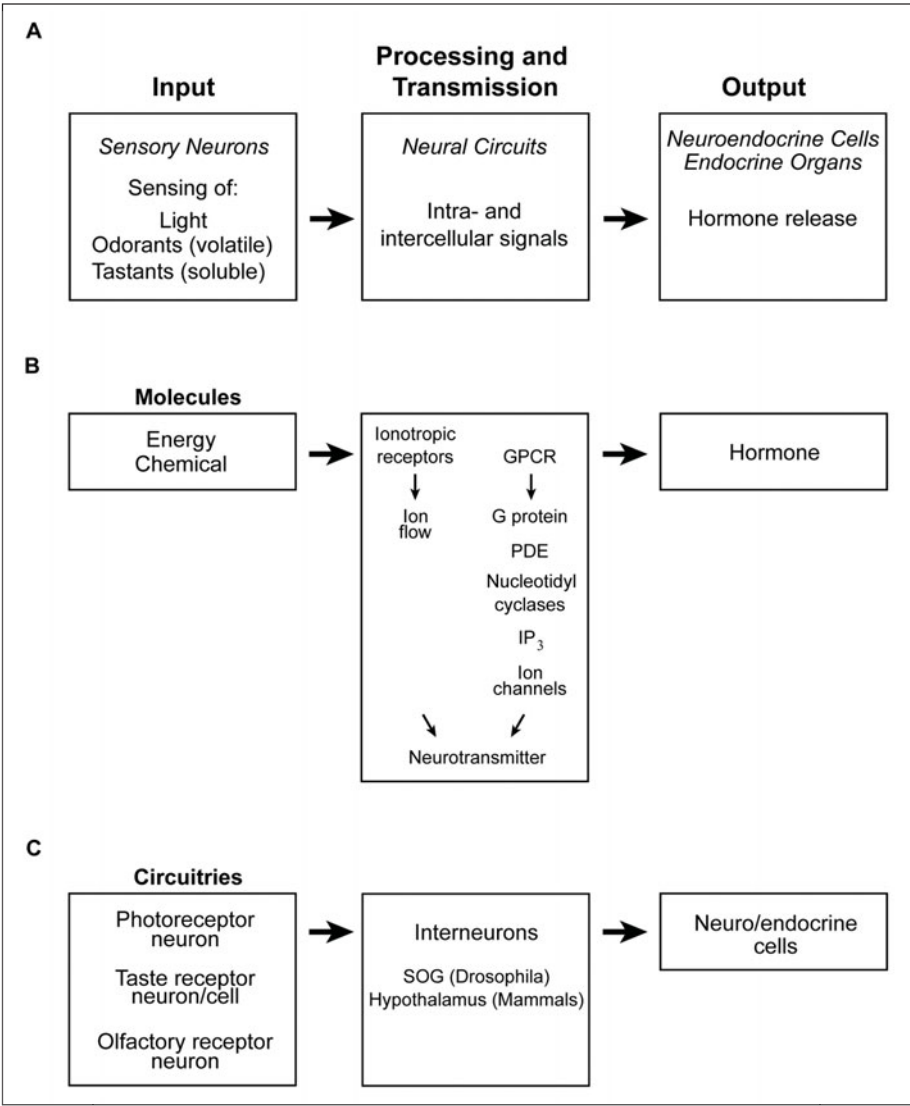 A
Input
Processing and
Transmission
Output
Sensory Neurons
Sensing of:
Light
Odorants (volatile)
Tastants (soluble)
Neural Circuits
Intra- and
intercellular signals
Neuroendocrine Cells
Endocrine Organs
Hormone release
B
Molecules
Energy
Chemical
Ionotropic
receptors
Ion
flow
GPCR
G protein
PDE
Nucleotidyl
cyclases
IP3
Ion
channels
Neurotransmitter
Hormone
C
Circuitries
Photoreceptor
neuron
Taste receptor
neuron/cell
Olfactory receptor
neuron
Interneurons
SOG (Drosophila)
Hypothalamus (Mammals)
Neuro/endocrine
cells